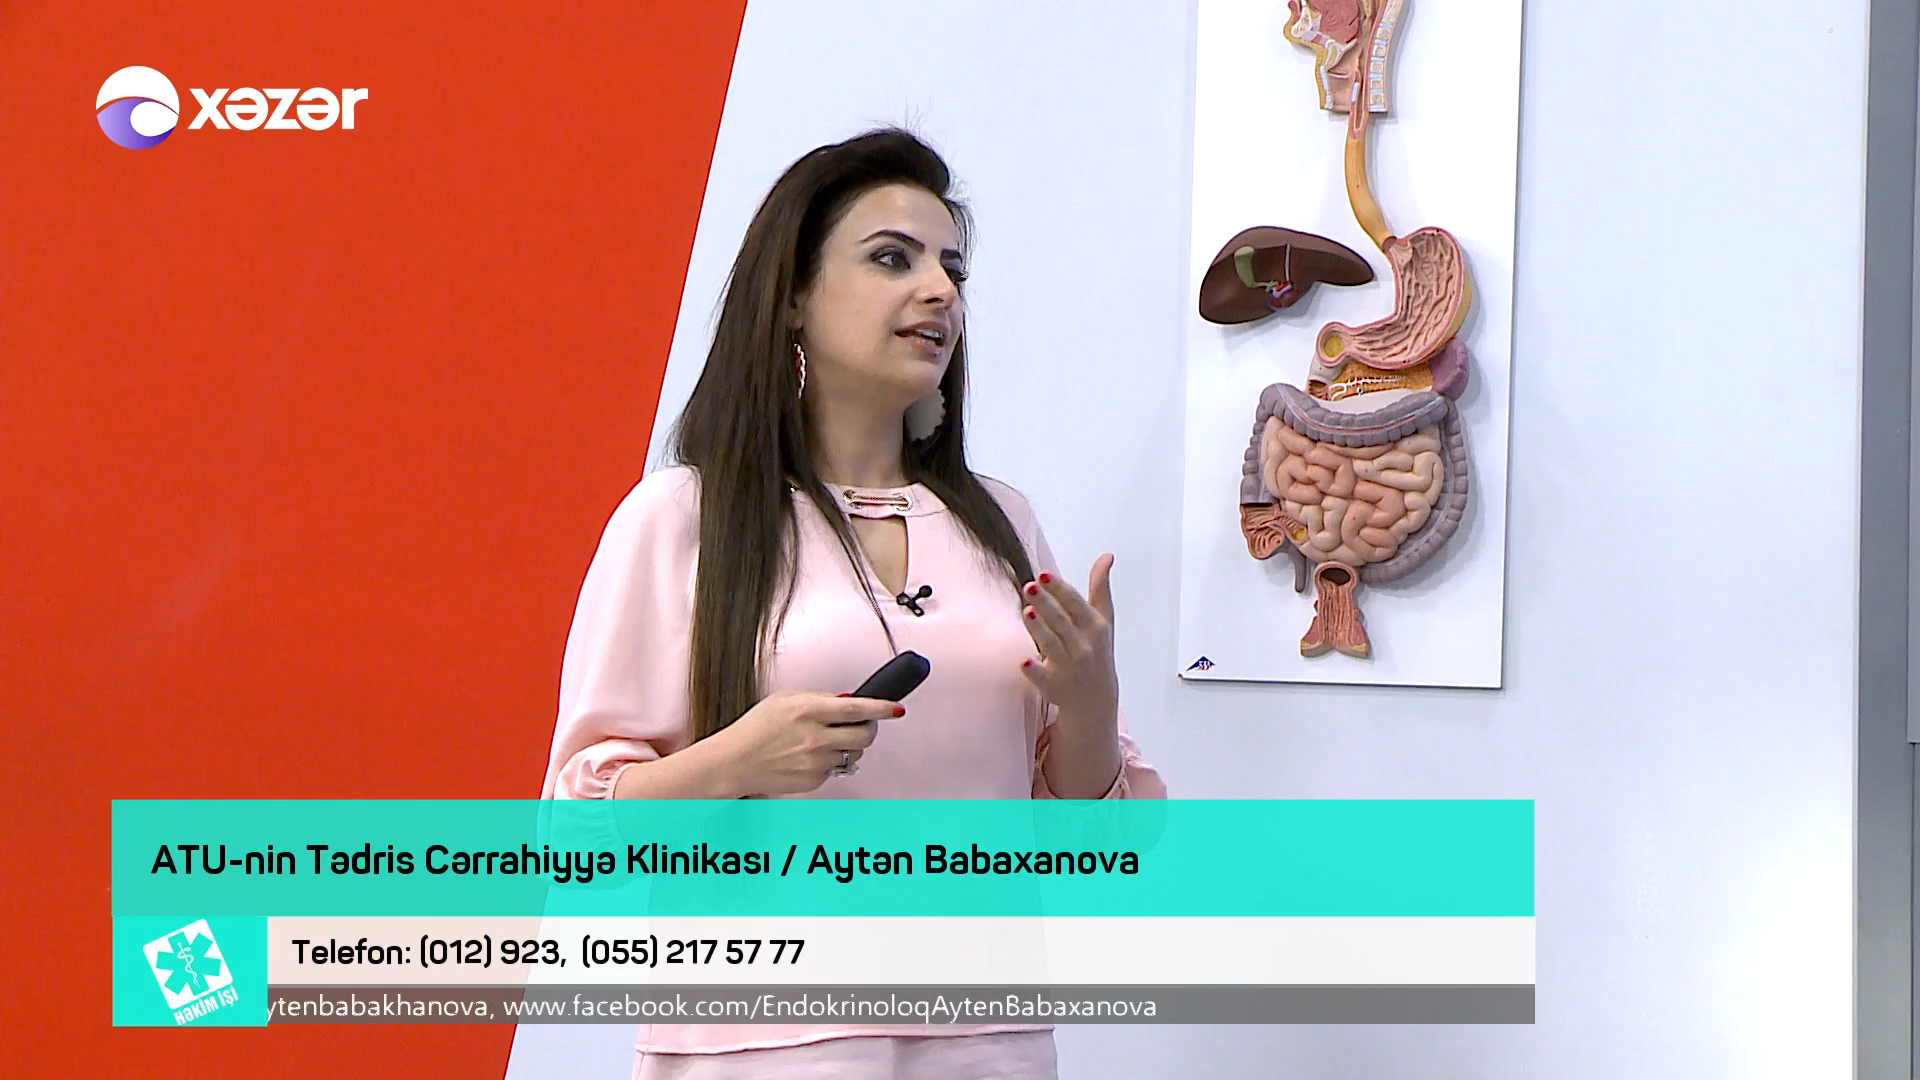 xəzər
ATU-nin Tədris Cərrahiyyə Klinikası / Aytən Babaxanova
Telefon: (012) 923, (055) 217 57 77
HƏKİM İŞİ
ytenbabakhanova, www.facebook.com/EndokrinoloqAytenBabaxanova